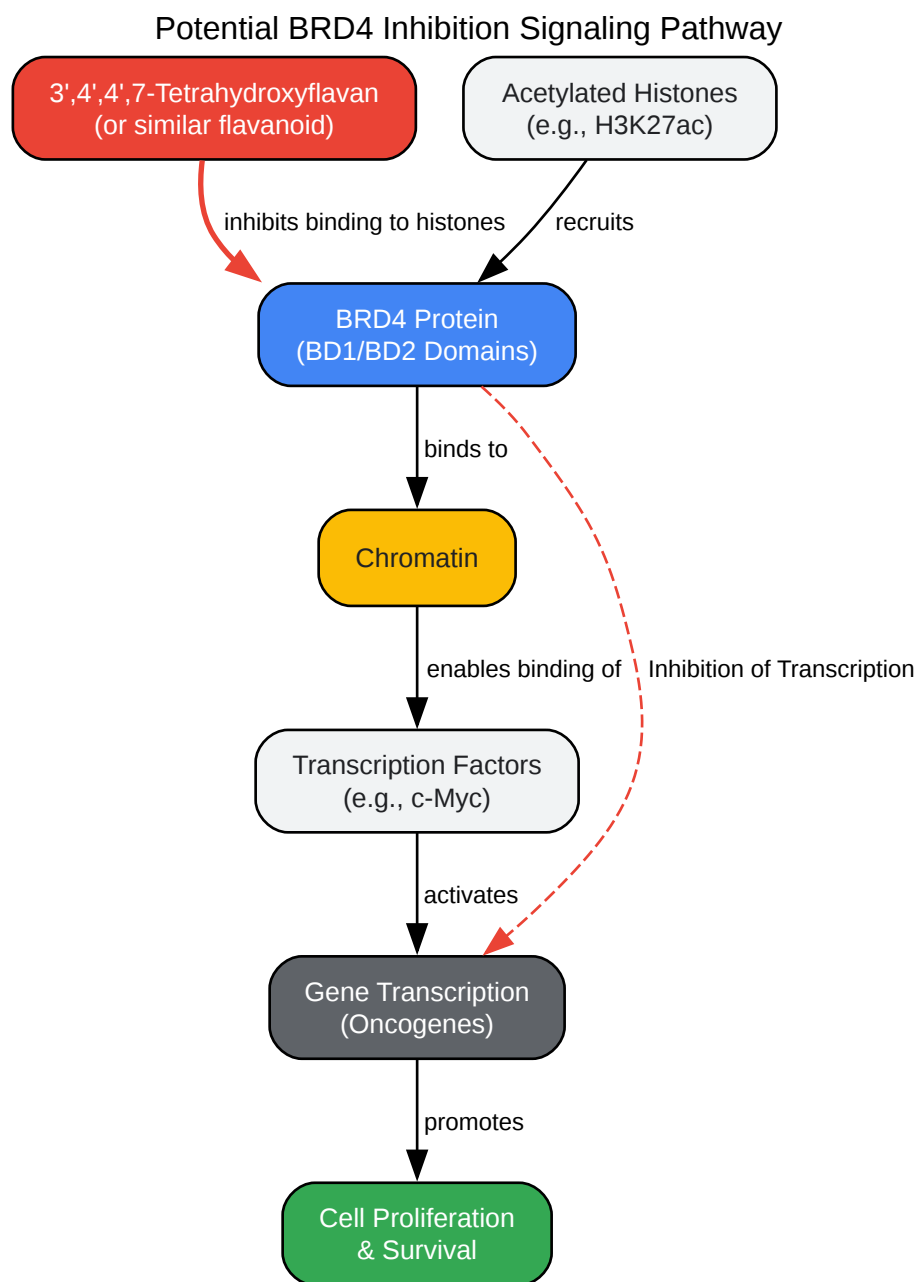 Potential BRD4 Inhibition Signaling Pathway
3',4',4',7-Tetrahydroxyflavan
(or similar flavanoid)
Acetylated Histones
(e.g., H3K27ac)
inhibits binding to histones
recruits
BRD4 Protein
(BD1/BD2 Domains)
binds to
Chromatin
enables binding of
Inhibition of Transcription
Transcription Factors
(e.g., c-Myc)
activates
Gene Transcription
(Oncogenes)
promotes
Cell Proliferation
& Survival